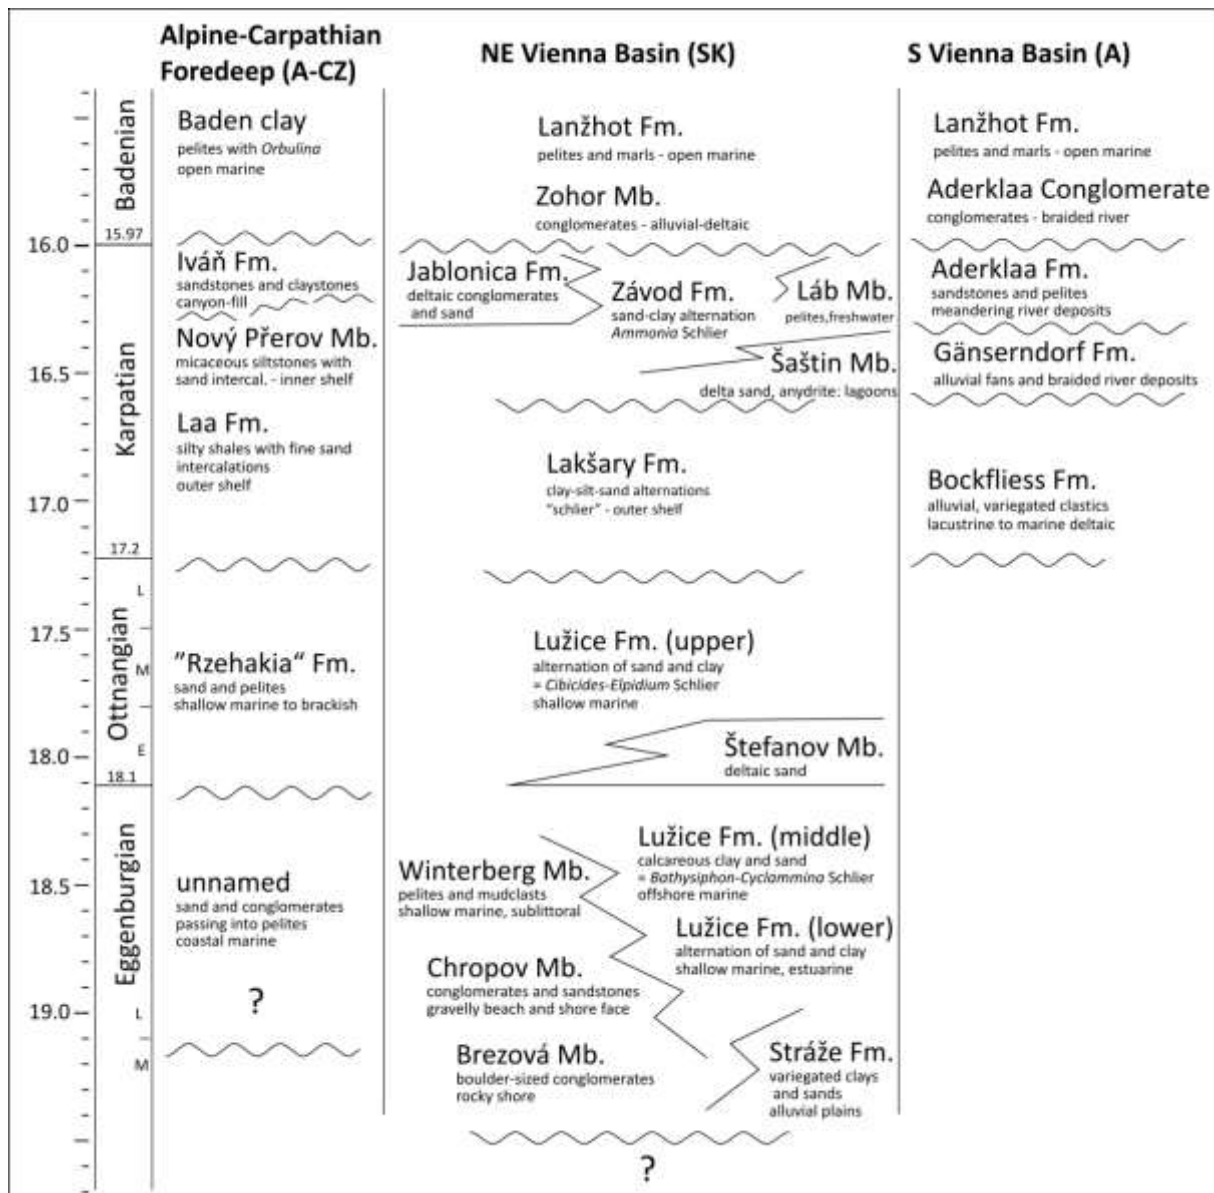 Alpine-Carpathian
Foredeep (A-CZ)
NE Vienna Basin (SK)
S Vienna Basin (A)
Badenian
15.97
16.0
Karpatian
16.5
17.0
17.2
Ottnangian
L
17.5
M
18.0
E
18.1
Eggenburgian
18.5
19.0
L
M
Baden clay
pelites with Orbulina
open marine
Iváň Fm.
sandstones and claystones
canyon-fill
Nový Přerov Mb.
micaceous siltstones with
sand intercal. - inner shelf
Laa Fm.
silty shales with fine sand
intercalations
outer shelf
”Rzehakia“ Fm.
sand and pelites
shallow marine to brackish
unnamed
sand and conglomerates
passing into pelites
coastal marine
?
Lanžhot Fm.
pelites and marls - open marine
Zohor Mb.
conglomerates - alluvial-deltaic
Jablonica Fm.
deltaic conglomerates
and sand
Závod Fm.
sand-clay alternation
Ammonia Schlier
Láb Mb.
pelites,freshwater
Šaštin Mb.
delta sand, anydrite: lagoons
Lakšary Fm.
clay-silt-sand alternations
“schlier” - outer shelf
Lužice Fm. (upper)
alternation of sand and clay
= Cibicides-Elpidium Schlier
shallow marine
Štefanov Mb.
deltaic sand
Lužice Fm. (middle)
calcareous clay and sand
= Bathysiphon-Cyclammina Schlier
offshore marine
Winterberg Mb.
pelites and mudclasts
shallow marine, sublittoral
Lužice Fm. (lower)
alternation of sand and clay
shallow marine, estuarine
Chropov Mb.
conglomerates and sandstones
gravelly beach and shore face
Brezová Mb.
boulder-sized conglomerates
rocky shore
Stráže Fm.
variegated clays
and sands
alluvial plains
?
Lanžhot Fm.
pelites and marls - open marine
Aderklaa Conglomerate
conglomerates - braided river
Aderklaa Fm.
sandstones and pelites
meandering river deposits
Gänserndorf Fm.
alluvial fans and braided river deposits
Bockfliess Fm.
alluvial, variegated clastics
lacustrine to marine deltaic